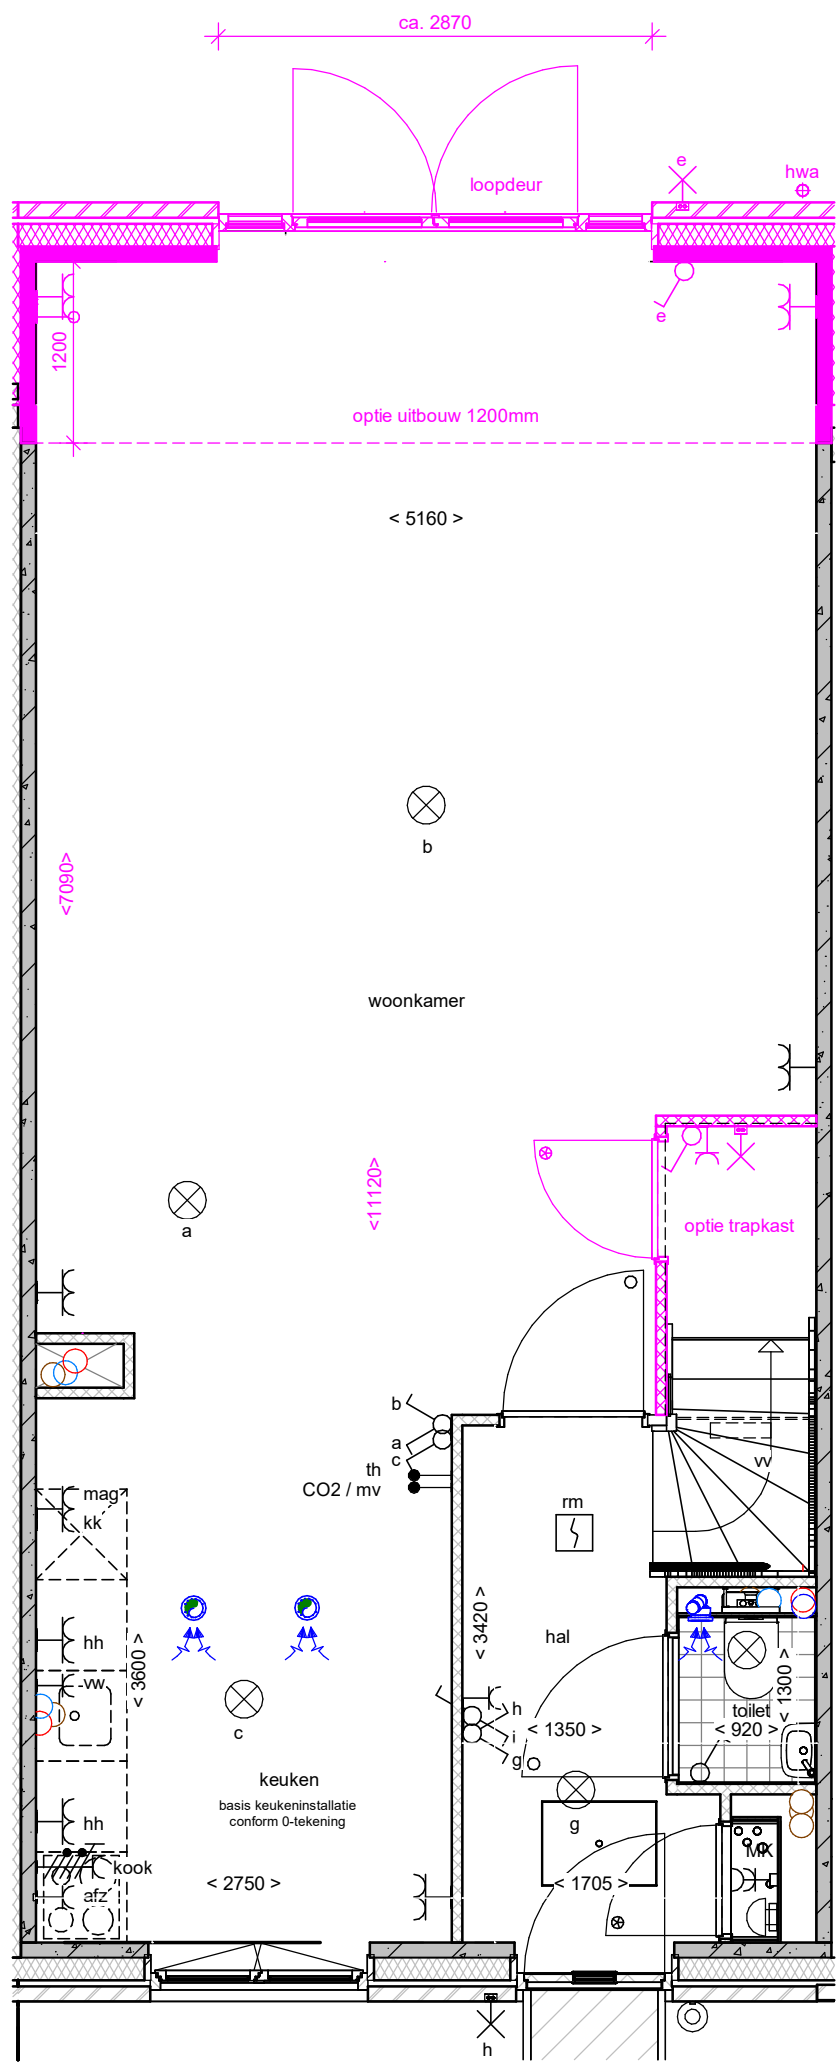 ca. 2870
loopdeur
e
hwa
e
1200
optie uitbouw 1200mm
< 5160 >
b
<7090>
woonkamer
<11120>
a
optie trapkast
b
a
c
th
CO2 / mv
vv
mag
kk
rm
hh
< 3600 >
< 3420 >
hal
vw
c
h
i
g
< 1350 >
toilet
< 920 >
< 1300 >
keuken
basis keukeninstallatie
conform 0-tekening
g
hh
MK
kook
afz
< 2750 >
< 1705 >
h